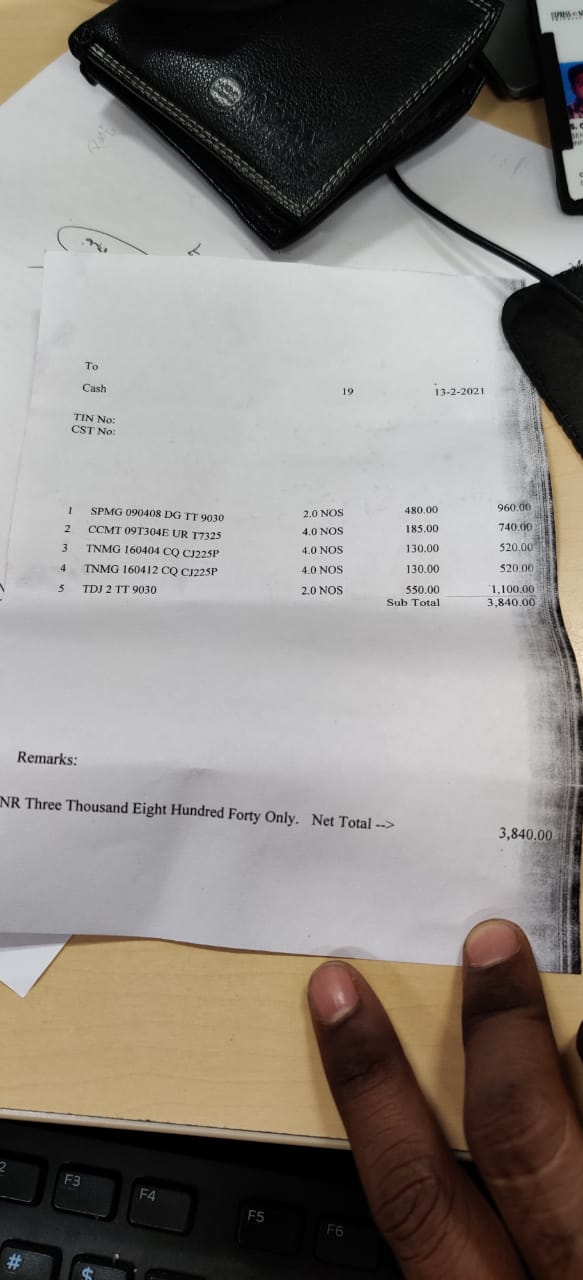 To
Cash 19 13-2-2021
TIN No:
CST No:
1 SPMG 090408 DG TT 9030 2.0 NOS 480.00 960.00
2 CCMT 09T304E UR T7325 4.0 NOS 185.00 740.00
3 TNMG 160404 CQ CJ225P 4.0 NOS 130.00 520.00
4 TNMG 160412 CQ CJ225P 4.0 NOS 130.00 520.00
5 TDJ 2 TT 9030 2.0 NOS 550.00 1,100.00
Sub Total 3,840.00
Remarks:
NR Three Thousand Eight Hundred Forty Only. Net Total -->
3,840.00
2 F3 F4 F5 F6
# $